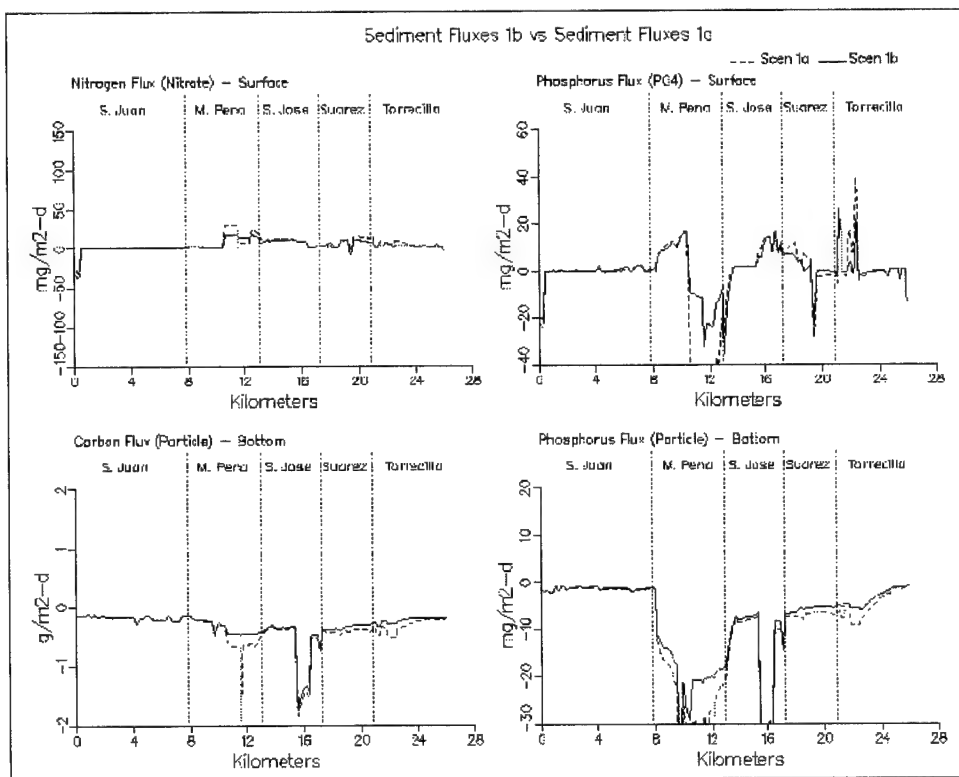 Sediment Fluxes 1b vs Sediment Fluxes 1a
Scen 1a Scen 1b
Nitrogen Flux (Nitrate) – Surface
S. Juan M. Pena S. Jose Suarez Torrecilla
mg/m2-d
150
100
50
0
-50
-100
-150
0 4 8 12 16 20 24 28
Kilometers
Phosphorus Flux (PO4) – Surface
S. Juan M. Pena S. Jose Suarez Torrecilla
mg/m2-d
60
40
20
0
-20
-40
0 4 8 12 16 20 24 28
Kilometers
Carbon Flux (Particle) – Bottom
S. Juan M. Pena S. Jose Suarez Torrecilla
g/m2-d
2
1
0
-1
-2
0 4 8 12 16 20 24 28
Kilometers
Phosphorus Flux (Particle) – Bottom
S. Juan M. Pena S. Jose Suarez Torrecilla
mg/m2-d
20
10
0
-10
-20
-30
0 4 8 12 16 20 24 28
Kilometers